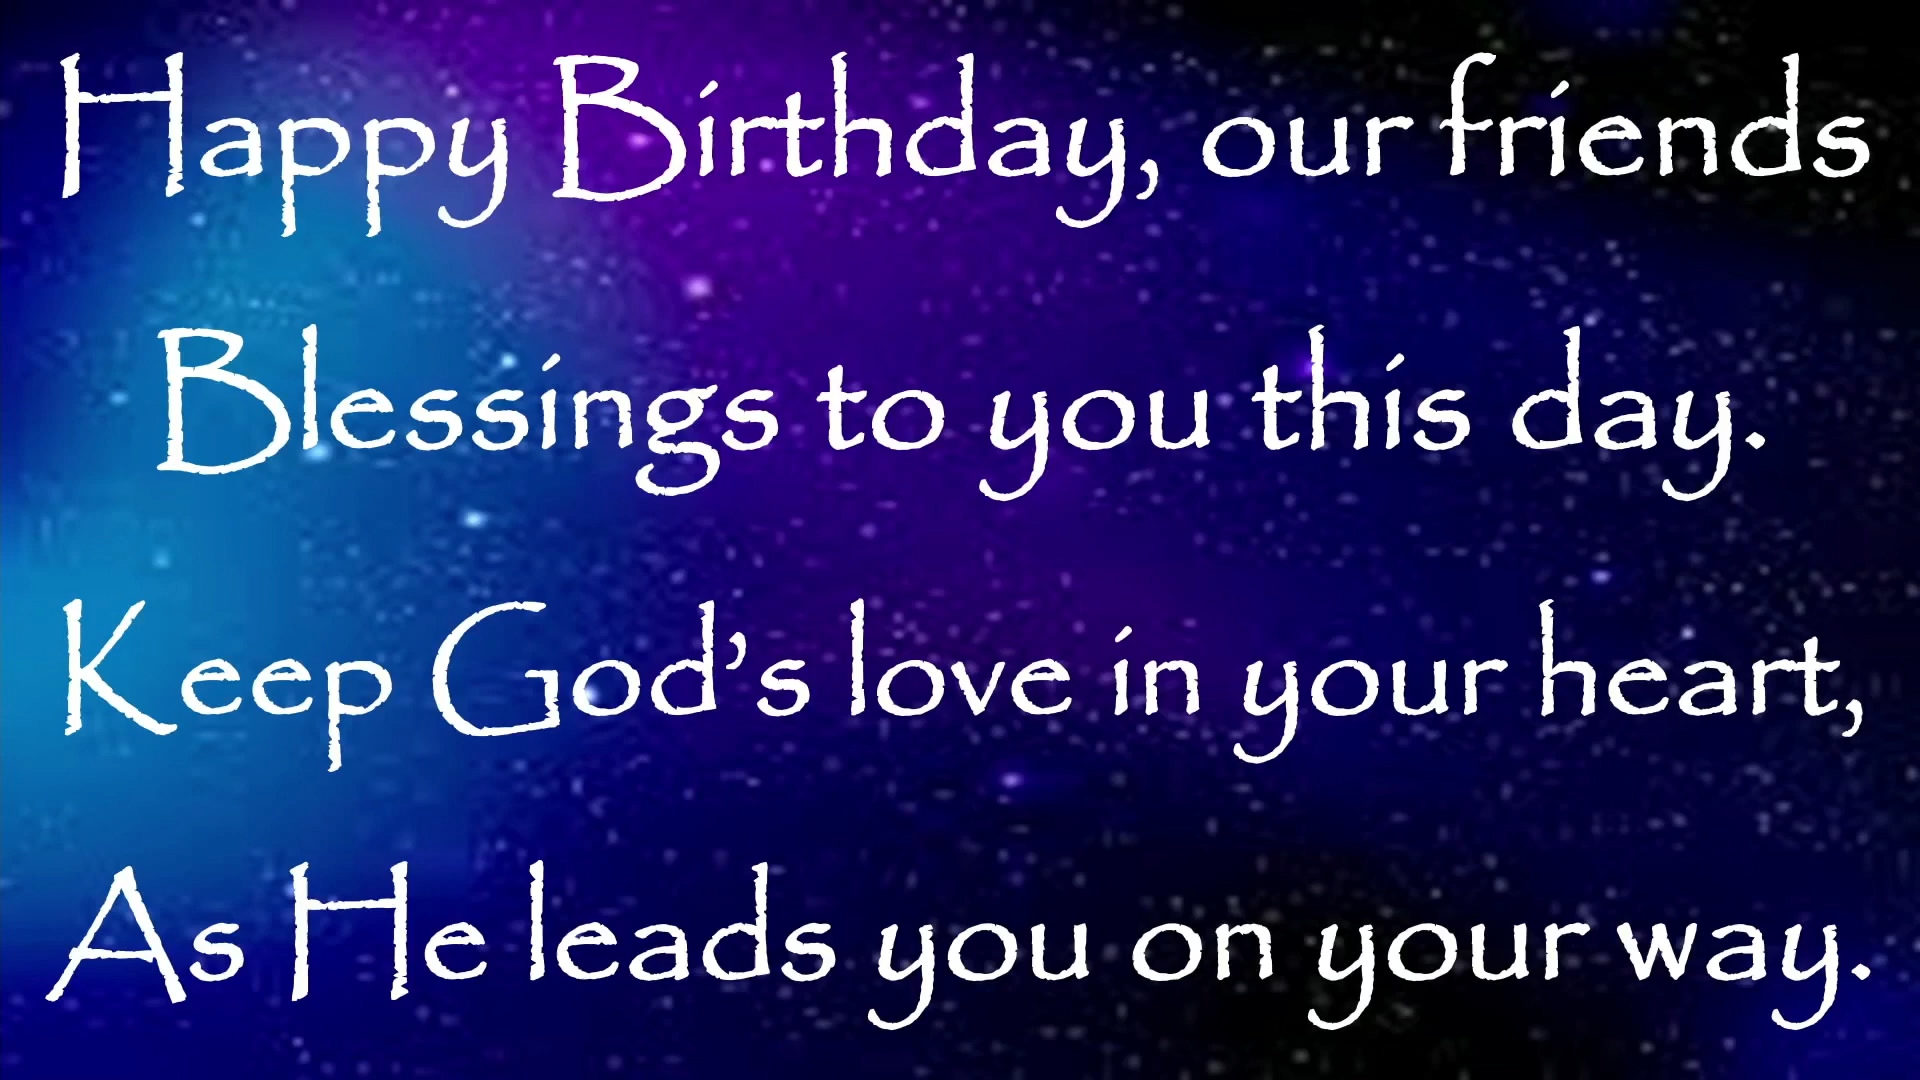 Happy Birthday, our friends
Blessings to you this day.
Keep God’s love in your heart,
As He leads you on your way.